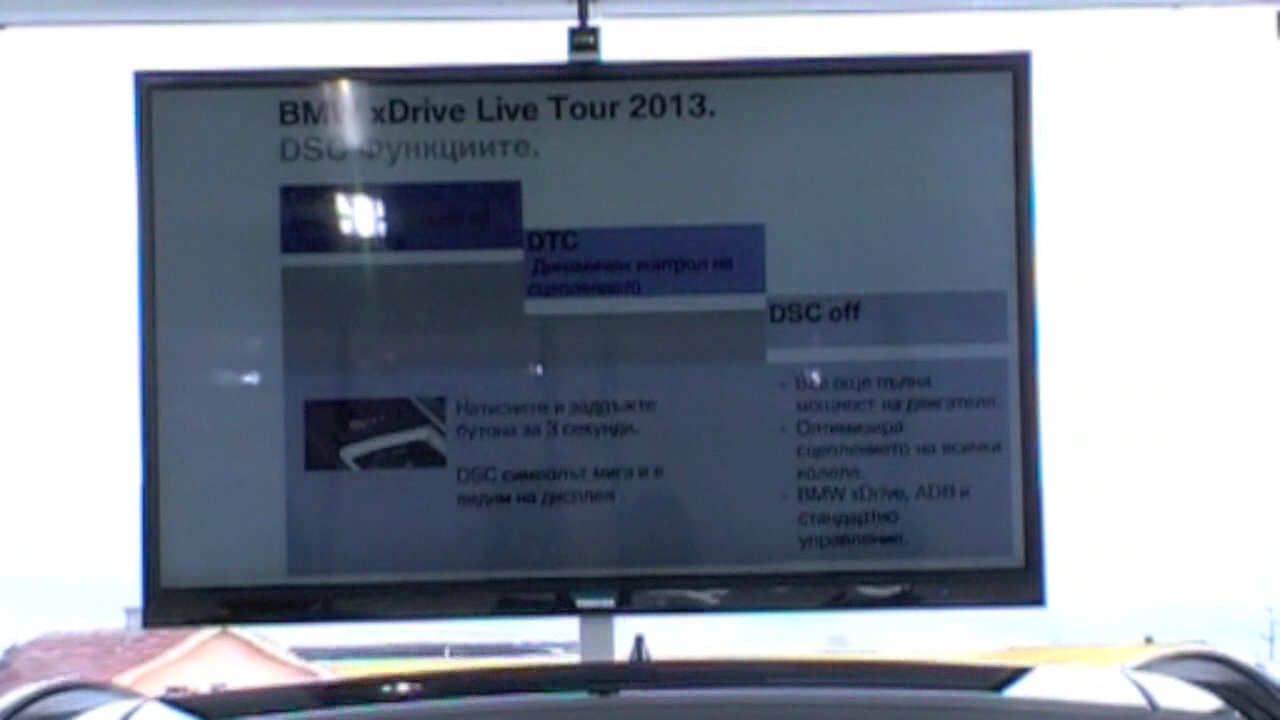 BMW xDrive Live Tour 2013.
DSC Функциите.
DTC
Динамичен контрол на
сцеплението
DSC off
Натиснете и задръжте
бутона за 3 секунди.
DSC символът мига и е
видим на дисплея
- Все още пълна
мощност на двигателя.
- Оптимизира
сцеплението на всички
колела.
- BMW xDrive, ADB и
стандартно
управление.